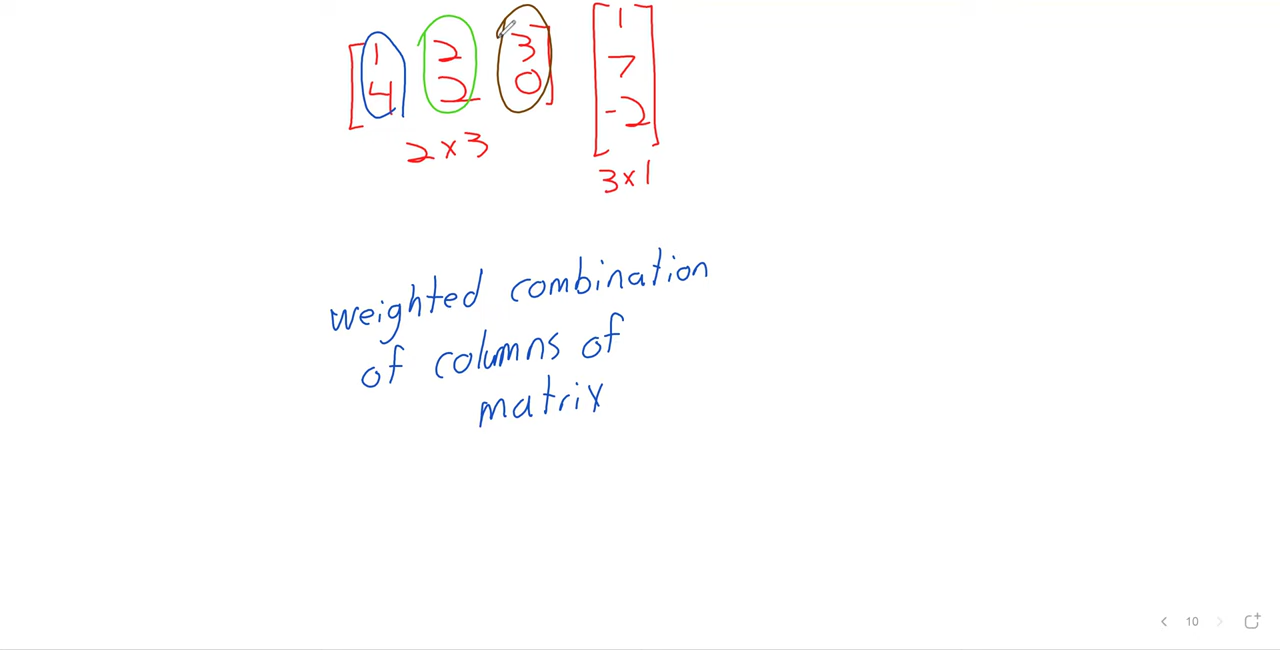 [1 2 3] [1]
[4 2 0] [7]
[-2]
2 × 3
3 × 1
weighted combination
of columns of
matrix
< 10 >